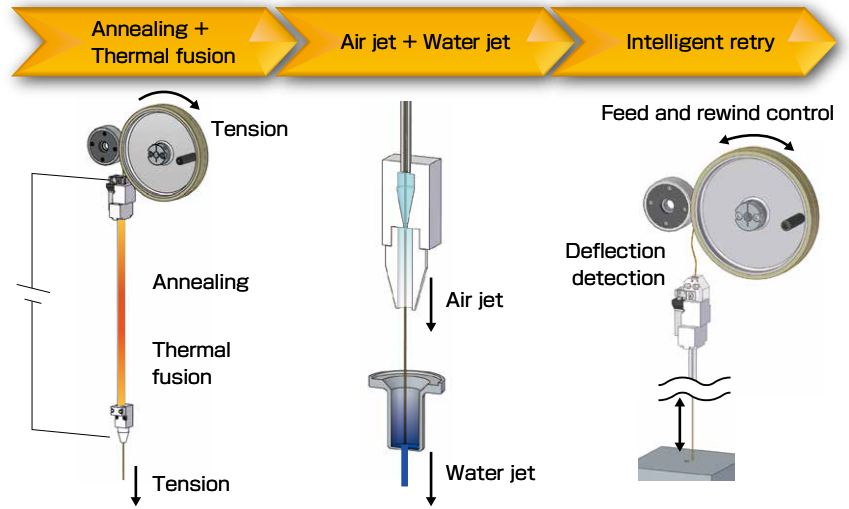 Annealing +
Thermal fusion
Air jet + Water jet
Intelligent retry
Tension
Annealing
Thermal
fusion
Tension
Air jet
Water jet
Feed and rewind control
Deflection
detection